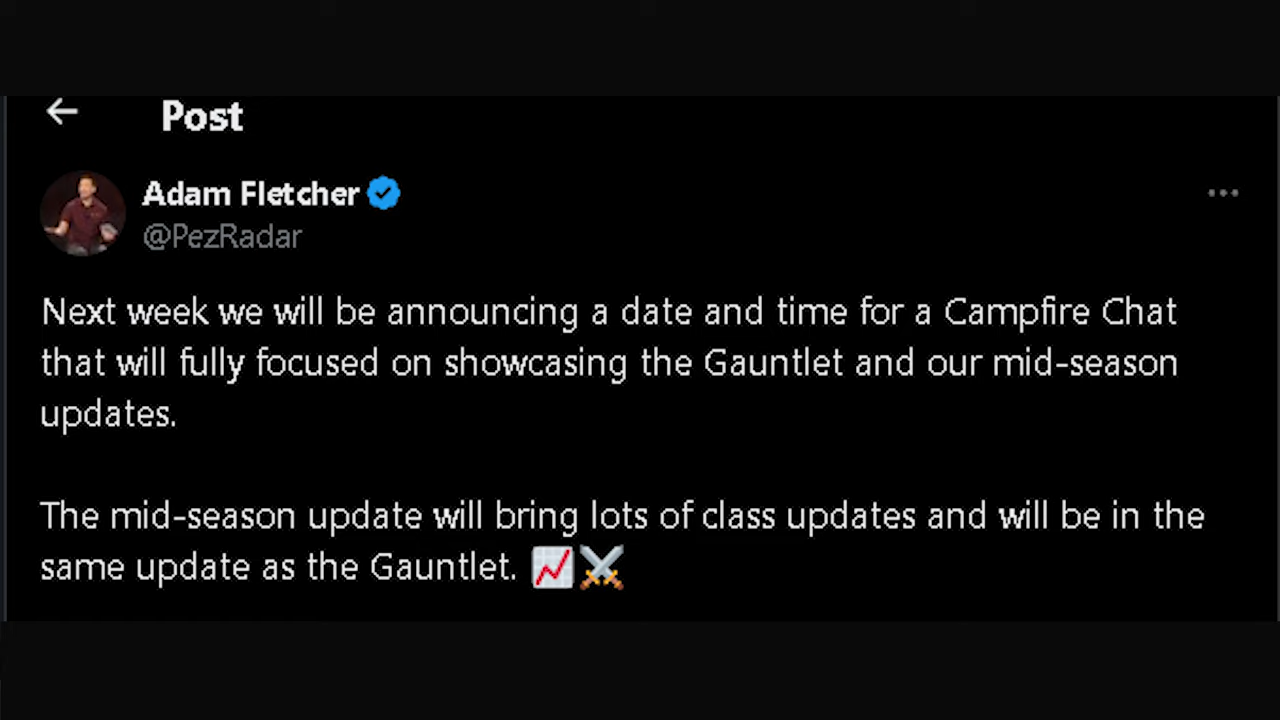 Post
Adam Fletcher
@PezRadar
Next week we will be announcing a date and time for a Campfire Chat
that will fully focused on showcasing the Gauntlet and our mid-season
updates.
The mid-season update will bring lots of class updates and will be in the
same update as the Gauntlet. 📈⚔️